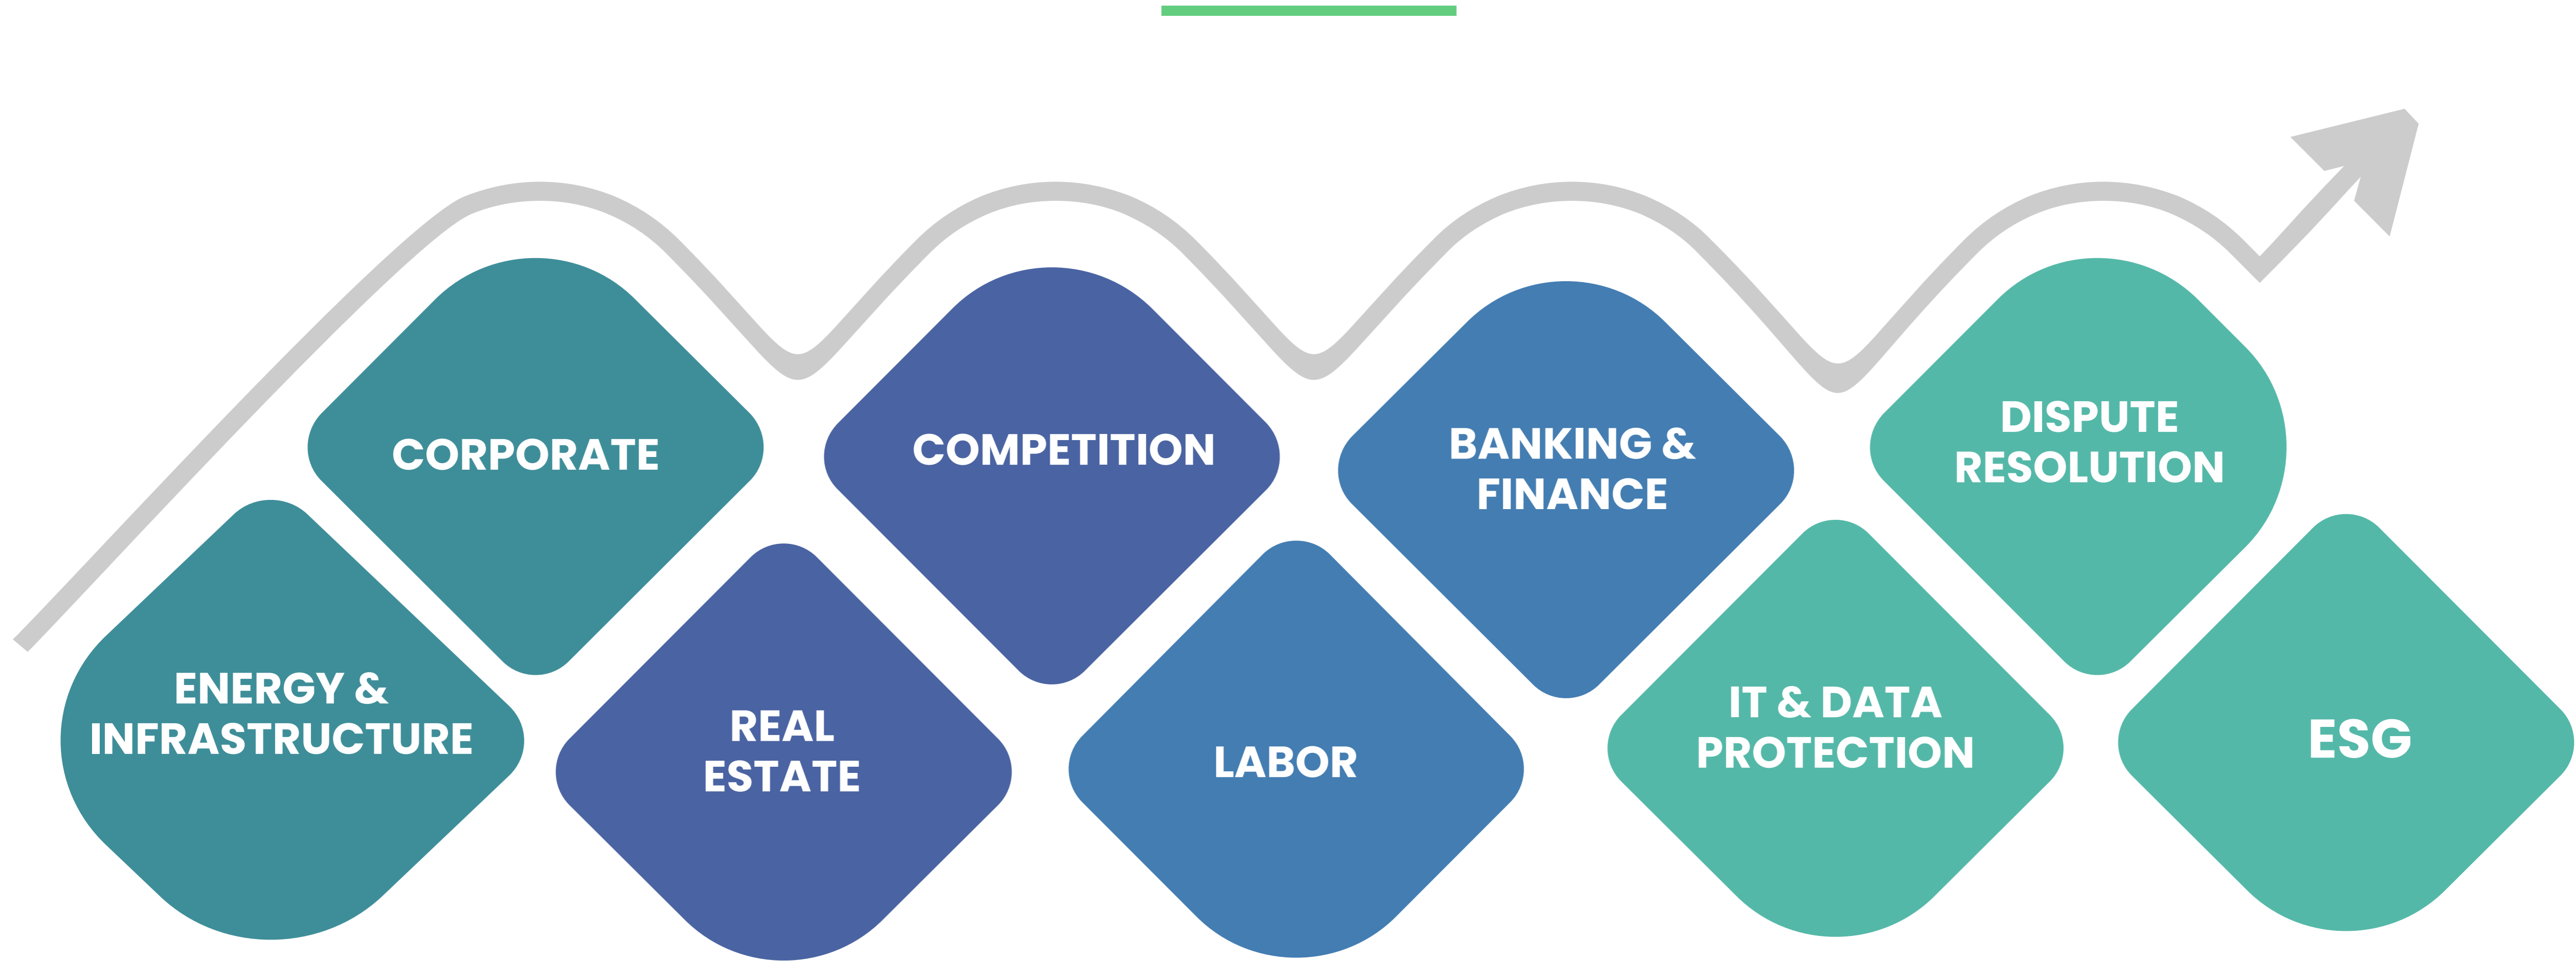 CORPORATE
COMPETITION
BANKING &
FINANCE
DISPUTE
RESOLUTION
ENERGY &
INFRASTRUCTURE
REAL
ESTATE
LABOR
IT & DATA
PROTECTION
ESG